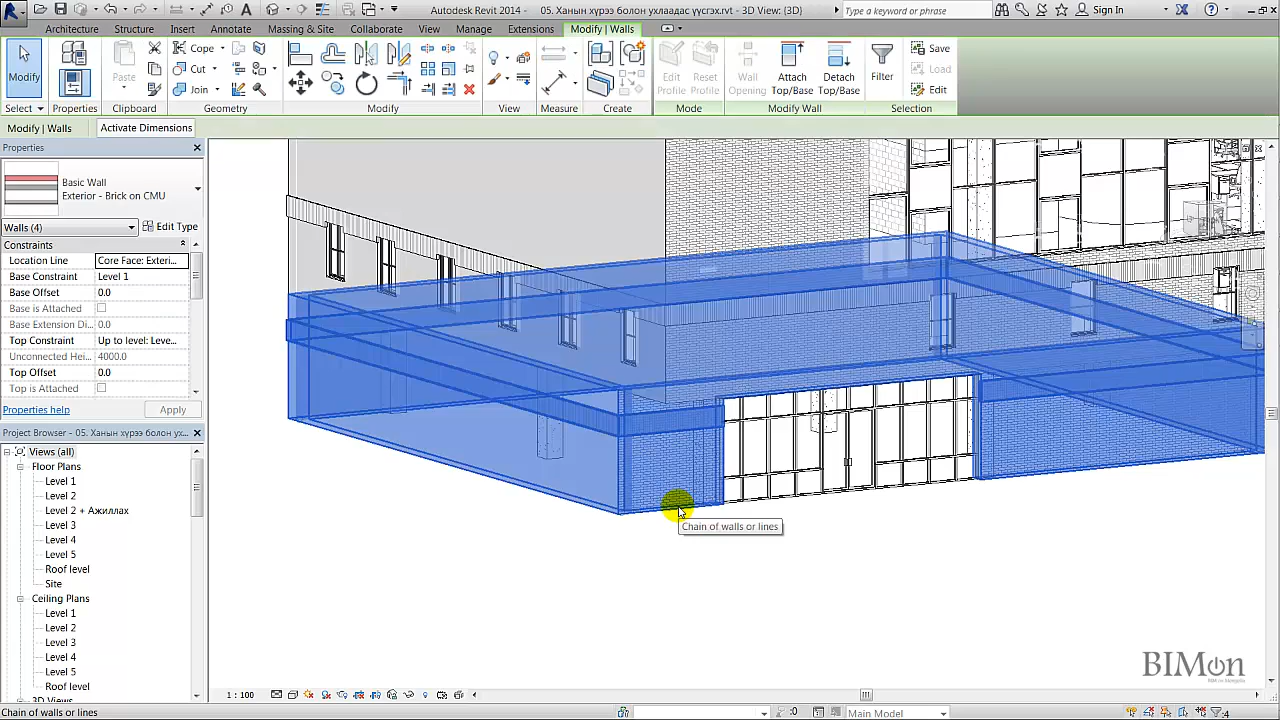 Autodesk Revit 2014 - 05. Ханын хүрээ болон ухлаадас үүсгэх.rvt - 3D View: {3D}
Type a keyword or phrase
Sign In
Architecture Structure Insert Annotate Massing & Site Collaborate View Manage Extensions Modify | Walls
Modify
Paste
Cope
Cut
Join
Edit Profile
Reset Profile
Wall Opening
Attach Top/Base
Detach Top/Base
Filter
Save
Load
Edit
Select Properties Clipboard Geometry Modify View Measure Create Mode Modify Wall Selection
Modify | Walls Activate Dimensions
Properties
Basic Wall
Exterior - Brick on CMU
Walls (4) Edit Type
Constraints
Location Line Core Face: Exteri...
Base Constraint Level 1
Base Offset 0.0
Base is Attached
Base Extension Di... 0.0
Top Constraint Up to level: Leve...
Unconnected Hei... 4000.0
Top Offset 0.0
Top is Attached
Properties help Apply
Project Browser - 05. Ханын хүрээ болон ух...
Views (all)
Floor Plans
Level 1
Level 2
Level 2 + Ажиллах
Level 3
Level 4
Level 5
Roof level
Site
Ceiling Plans
Level 1
Level 2
Level 3
Level 4
Level 5
Roof level
3D Views
Chain of walls or lines
BIMon
1 : 100
Chain of walls or lines
:0
Main Model
:4